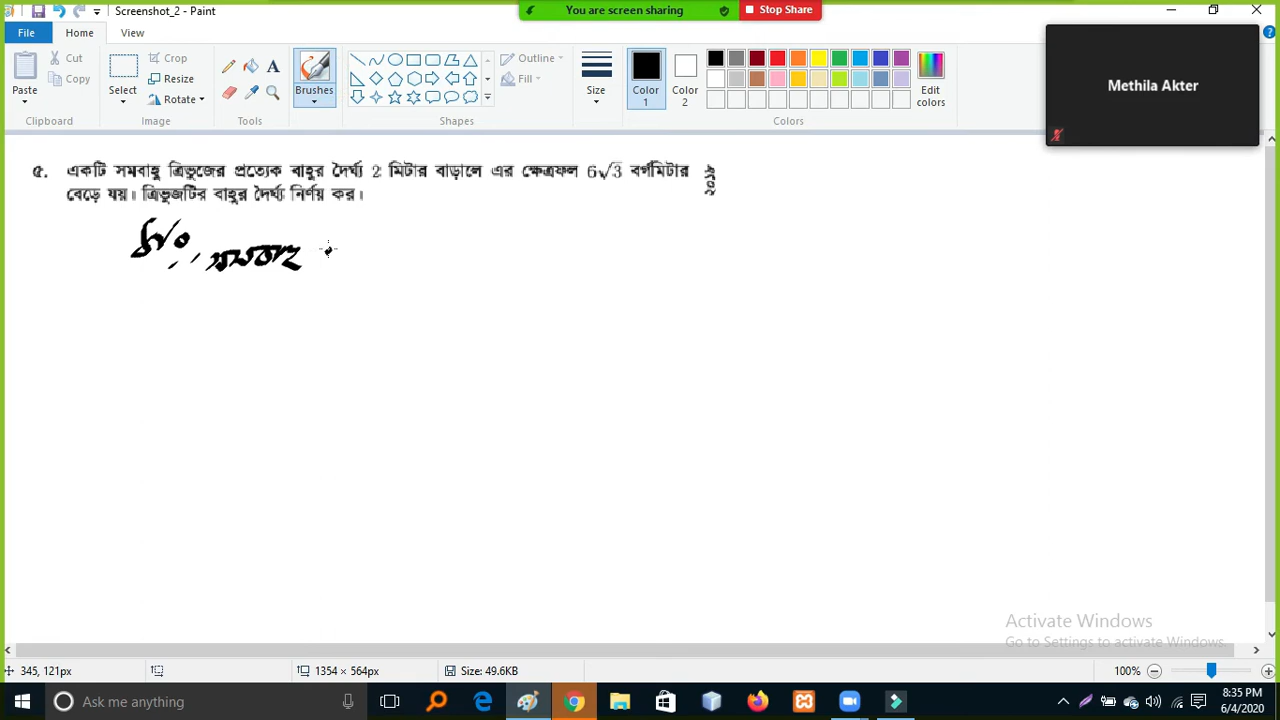 Screenshot_2 - Paint
You are screen sharing
Stop Share
File
Home
View
Paste
Cut
Copy
Clipboard
Select
Crop
Resize
Rotate
Image
A
Tools
Brushes
Outline
Fill
Shapes
Size
Color 1
Color 2
Edit colors
Colors
Methila Akter
৫. একটি সমবাহু ত্রিভুজের প্রত্যেক বাহুর দৈর্ঘ্য 2 মিটার বাড়ালে এর ক্ষেত্রফল 6√3 বর্গমিটার
বেড়ে যায়। ত্রিভুজটির বাহুর দৈর্ঘ্য নির্ণয় কর।
সমবাহু
Activate Windows
Go to Settings to activate Windows.
345, 121px
1354 × 564px
Size: 49.6KB
100%
Ask me anything
8:35 PM
6/4/2020